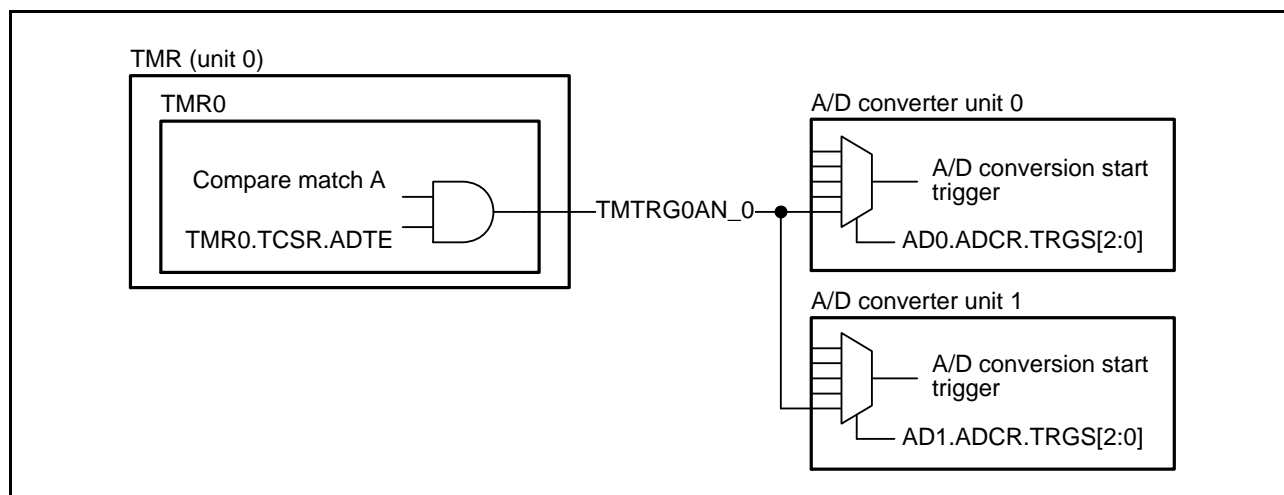 TMR (unit 0)
TMR0
Compare match A
TMR0.TCSR.ADTE
TMTRG0AN_0
A/D converter unit 0
A/D conversion start
trigger
AD0.ADCR.TRGS[2:0]
A/D converter unit 1
A/D conversion start
trigger
AD1.ADCR.TRGS[2:0]